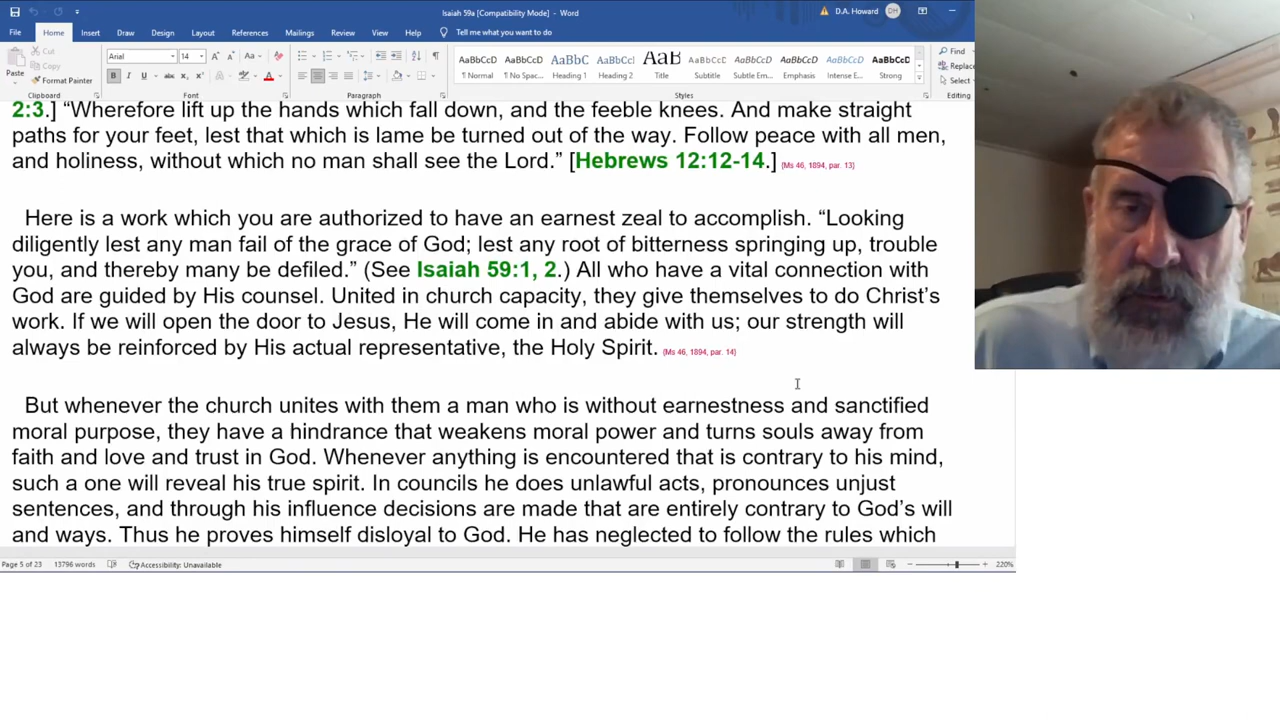 Isaiah 59a [Compatibility Mode] - Word
D.A. Howard DH
File Home Insert Draw Design Layout References Mailings Review View Help Tell me what you want to do
Paste
Cut
Copy
Format Painter
Clipboard
Arial 14
Font
Paragraph
AaBbCcD AaBbCcD AaBbC AaBbCcl AaB AaBbCcD AaBbCcD AaBbCcD AaBbCcD AaBbCcD
¶ Normal ¶ No Spac... Heading 1 Heading 2 Title Subtitle Subtle Em... Emphasis Intense E... Strong
Styles
Find
Replace
Select
Editing
2:3.] “Wherefore lift up the hands which fall down, and the feeble knees. And make straight
paths for your feet, lest that which is lame be turned out of the way. Follow peace with all men,
and holiness, without which no man shall see the Lord.” [Hebrews 12:12-14.] {Ms 46, 1894, par. 13}
Here is a work which you are authorized to have an earnest zeal to accomplish. “Looking
diligently lest any man fail of the grace of God; lest any root of bitterness springing up, trouble
you, and thereby many be defiled.” (See Isaiah 59:1, 2.) All who have a vital connection with
God are guided by His counsel. United in church capacity, they give themselves to do Christ’s
work. If we will open the door to Jesus, He will come in and abide with us; our strength will
always be reinforced by His actual representative, the Holy Spirit. {Ms 46, 1894, par. 14}
But whenever the church unites with them a man who is without earnestness and sanctified
moral purpose, they have a hindrance that weakens moral power and turns souls away from
faith and love and trust in God. Whenever anything is encountered that is contrary to his mind,
such a one will reveal his true spirit. In councils he does unlawful acts, pronounces unjust
sentences, and through his influence decisions are made that are entirely contrary to God’s will
and ways. Thus he proves himself disloyal to God. He has neglected to follow the rules which
Page 5 of 23 13796 words Accessibility: Unavailable 220%